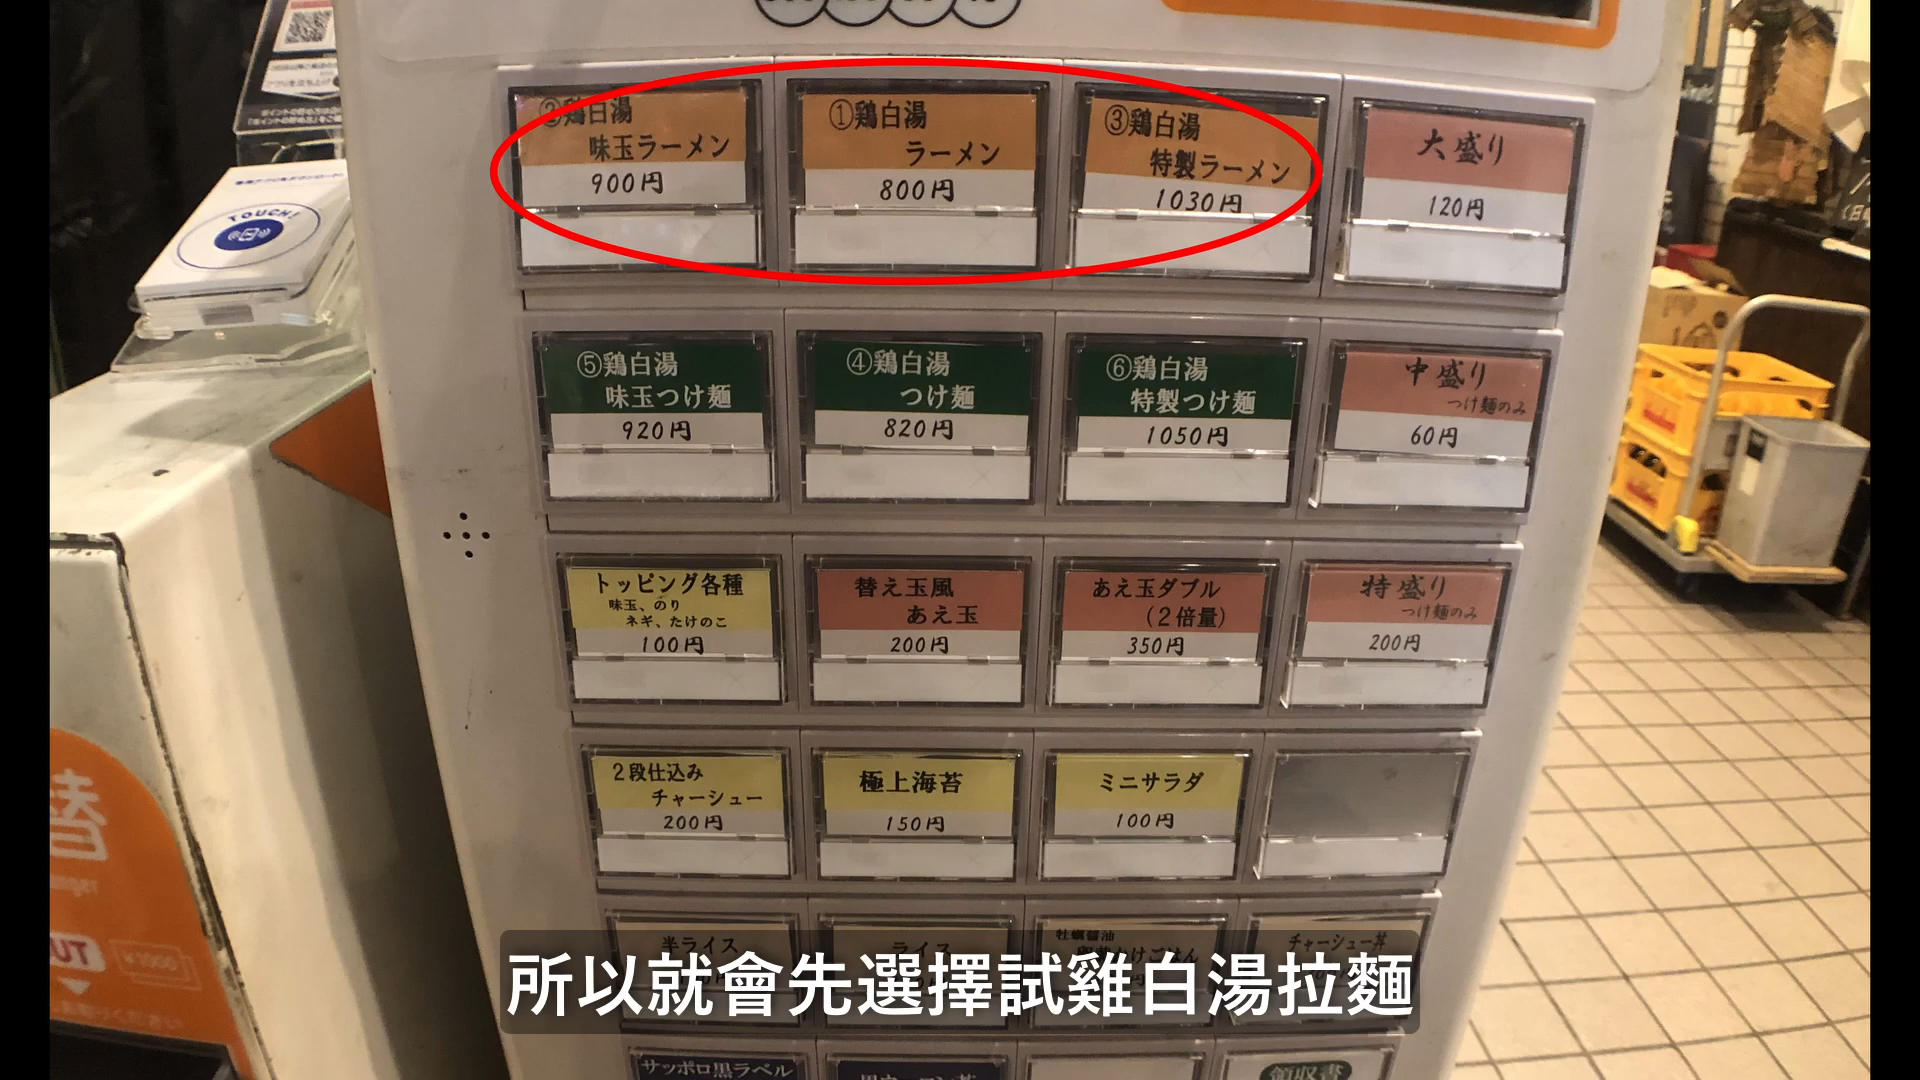 ②鶏白湯
味玉ラーメン
900円
①鶏白湯
ラーメン
800円
③鶏白湯
特製ラーメン
1030円
大盛り
120円
⑤鶏白湯
味玉つけ麺
920円
④鶏白湯
つけ麺
820円
⑥鶏白湯
特製つけ麺
1050円
中盛り
つけ麺のみ
60円
トッピング各種
味玉、のり
ネギ、たけのこ
100円
替え玉風
あえ玉
200円
あえ玉ダブル
(2倍量)
350円
特盛り
つけ麺のみ
200円
2段仕込み
チャーシュー
200円
極上海苔
150円
ミニサラダ
100円
半ライス
ライス
牡蠣醤油
チャーシュー丼
所以就會先選擇試雞白湯拉麵
サッポロ黒ラベル
領収書
TOUCH!
替
¥1000